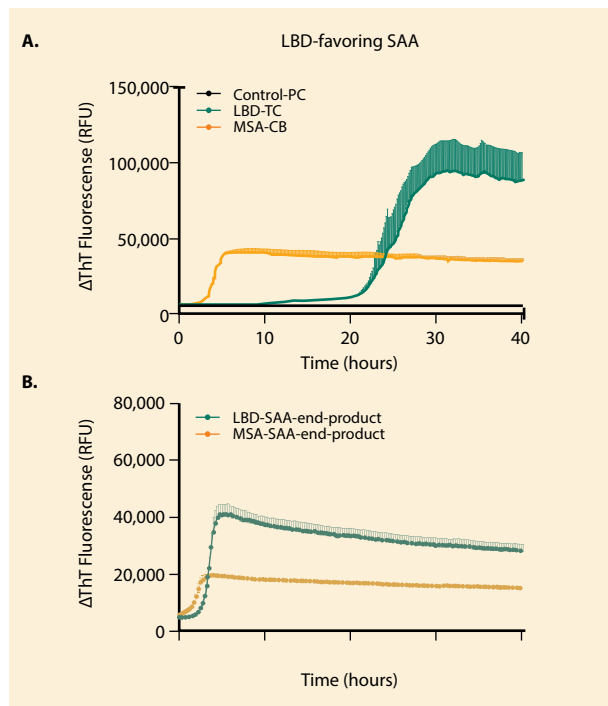 A.
LBD-favoring SAA
150,000
100,000
50,000
0
ΔThT Fluorescense (RFU)
Control-PC
LBD-TC
MSA-CB
0 10 20 30 40
Time (hours)
B.
80,000
60,000
40,000
20,000
0
ΔThT Fluorescense (RFU)
LBD-SAA-end-product
MSA-SAA-end-product
Time (hours)